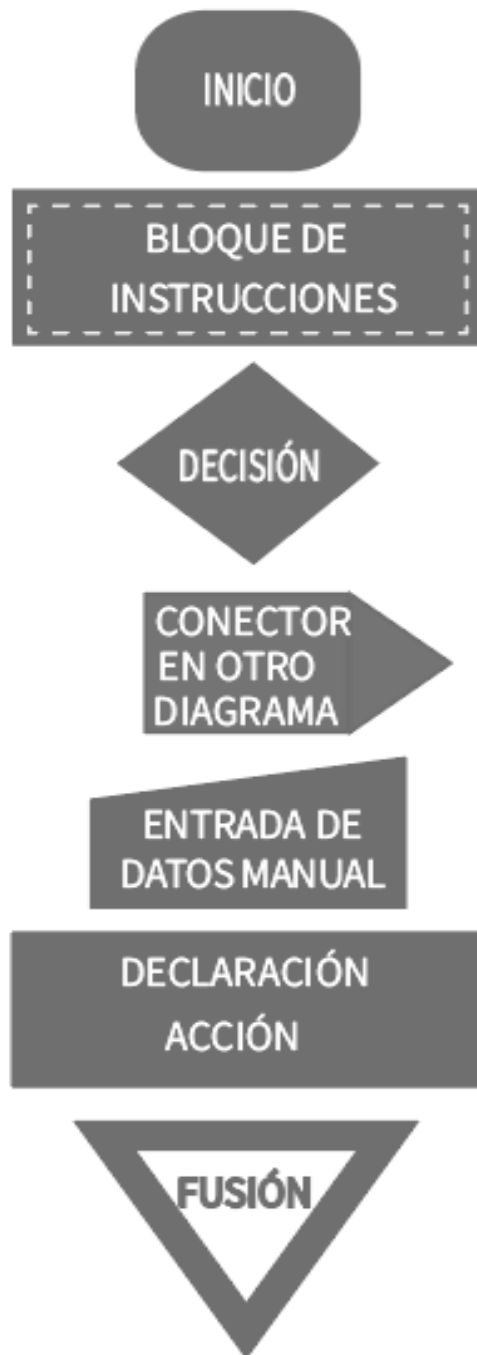 INICIO
BLOQUE DE
INSTRUCCIONES
DECISIÓN
CONECTOR
EN OTRO
DIAGRAMA
ENTRADA DE
DATOS MANUAL
DECLARACIÓN
ACCIÓN
FUSIÓN